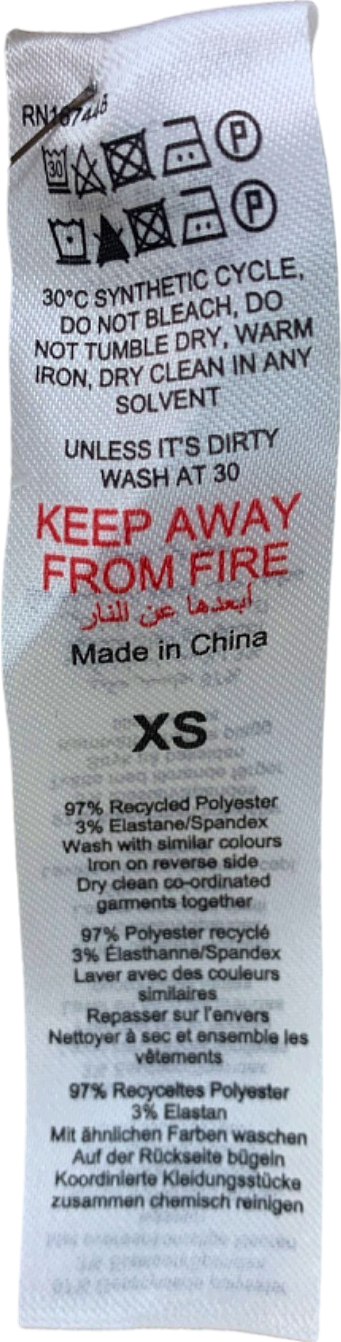 RN167448
30
P
P
30°C SYNTHETIC CYCLE,
DO NOT BLEACH, DO
NOT TUMBLE DRY, WARM
IRON, DRY CLEAN IN ANY
SOLVENT
UNLESS IT'S DIRTY
WASH AT 30
KEEP AWAY
FROM FIRE
أبعدها عن النار
Made in China
XS
97% Recycled Polyester
3% Elastane/Spandex
Wash with similar colours
Iron on reverse side
Dry clean co-ordinated
garments together
97% Polyester recyclé
3% Élasthanne/Spandex
Laver avec des couleurs
similaires
Repasser sur l'envers
Nettoyer à sec et ensemble les
vêtements
97% Recyceltes Polyester
3% Elastan
Mit ähnlichen Farben waschen
Auf der Rückseite bügeln
Koordinierte Kleidungsstücke
zusammen chemisch reinigen